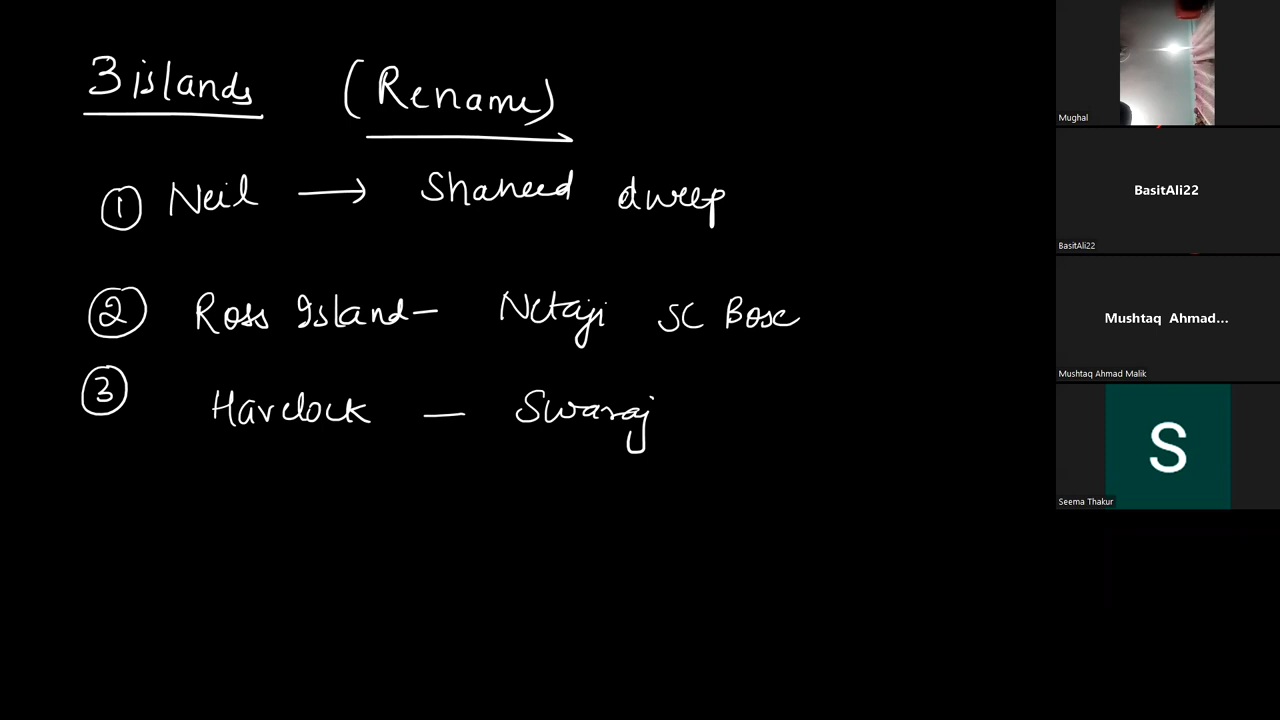 3 islands (Rename)
① Neil → Shaheed dweep
② Ross Island - Netaji SC Bose
③ Havelock - Swaraj
Mughal
BasitAli22
BasitAli22
Mushtaq Ahmad...
Mushtaq Ahmad Malik
S
Seema Thakur